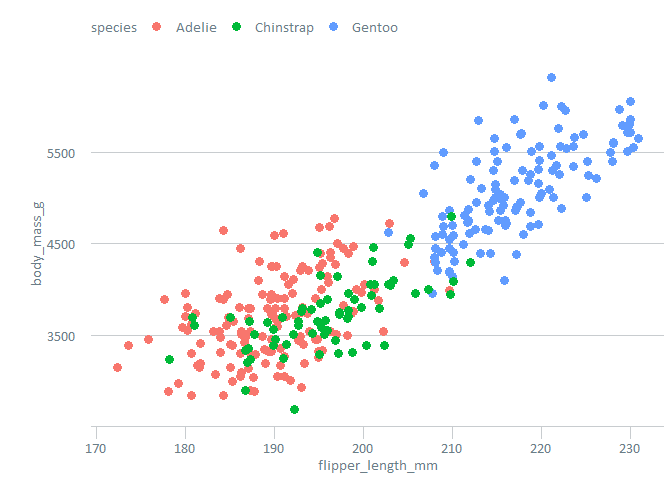 species Adelie Chinstrap Gentoo
body_mass_g
5500
4500
3500
170 180 190 200 210 220 230
flipper_length_mm